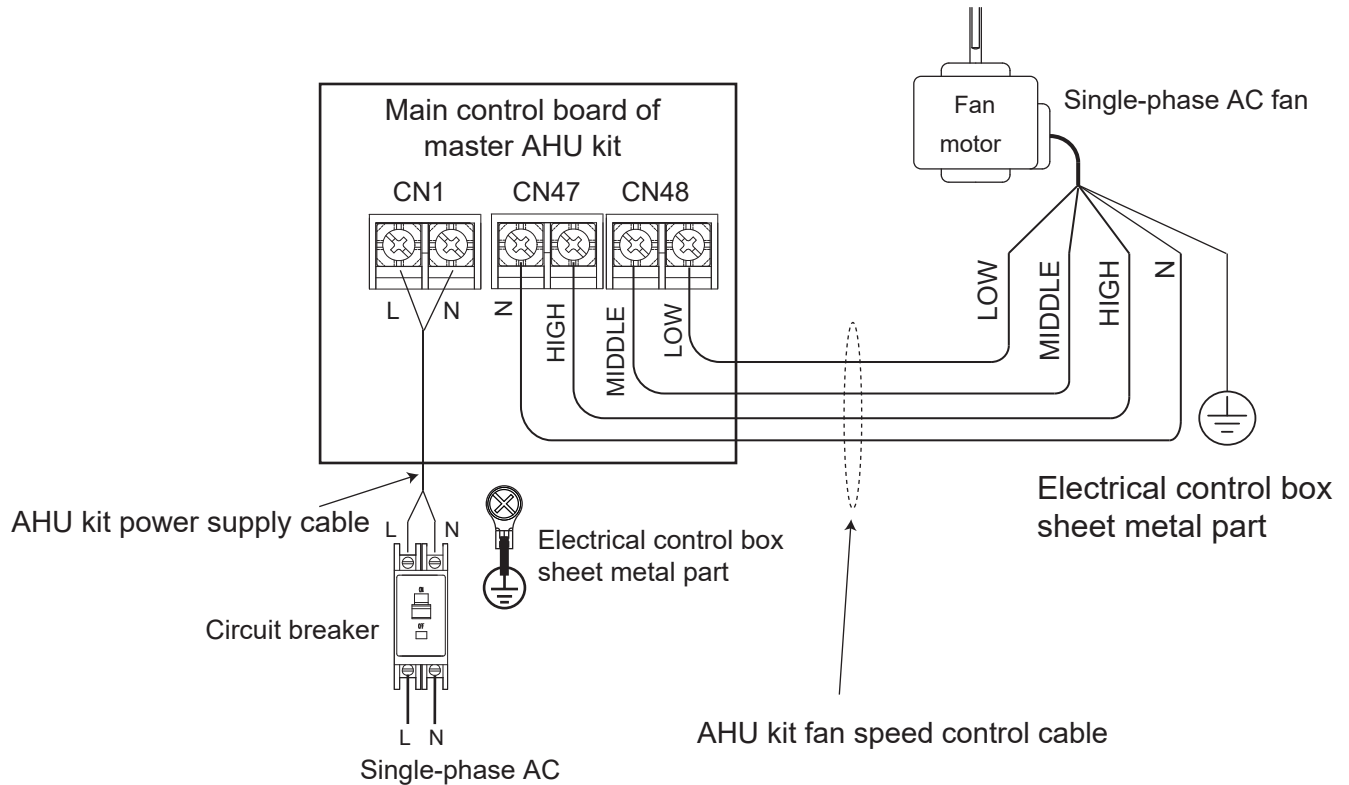 Main control board of
master AHU kit
CN1
CN47
CN48
L
N
N
HIGH
MIDDLE
LOW
Fan
motor
Single-phase AC fan
LOW
MIDDLE
HIGH
N
Electrical control box
sheet metal part
AHU kit power supply cable
L
N
Electrical control box
sheet metal part
Circuit breaker
L N
Single-phase AC
AHU kit fan speed control cable